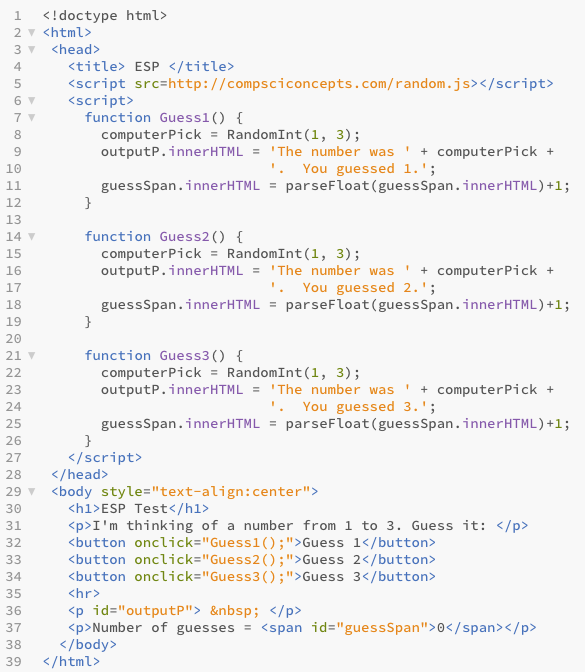 1 <!doctype html>
2 <html>
3 <head>
4 <title> ESP </title>
5 <script src=http://compsciconcepts.com/random.js></script>
6 <script>
7 function Guess1() {
8 computerPick = RandomInt(1, 3);
9 outputP.innerHTML = 'The number was ' + computerPick +
10 '.  You guessed 1.';
11 guessSpan.innerHTML = parseFloat(guessSpan.innerHTML)+1;
12 }
13
14 function Guess2() {
15 computerPick = RandomInt(1, 3);
16 outputP.innerHTML = 'The number was ' + computerPick +
17 '.  You guessed 2.';
18 guessSpan.innerHTML = parseFloat(guessSpan.innerHTML)+1;
19 }
20
21 function Guess3() {
22 computerPick = RandomInt(1, 3);
23 outputP.innerHTML = 'The number was ' + computerPick +
24 '.  You guessed 3.';
25 guessSpan.innerHTML = parseFloat(guessSpan.innerHTML)+1;
26 }
27 </script>
28 </head>
29 <body style="text-align:center">
30 <h1>ESP Test</h1>
31 <p>I'm thinking of a number from 1 to 3. Guess it: </p>
32 <button onclick="Guess1();">Guess 1</button>
33 <button onclick="Guess2();">Guess 2</button>
34 <button onclick="Guess3();">Guess 3</button>
35 <hr>
36 <p id="outputP"> &nbsp; </p>
37 <p>Number of guesses = <span id="guessSpan">0</span></p>
38 </body>
39 </html>